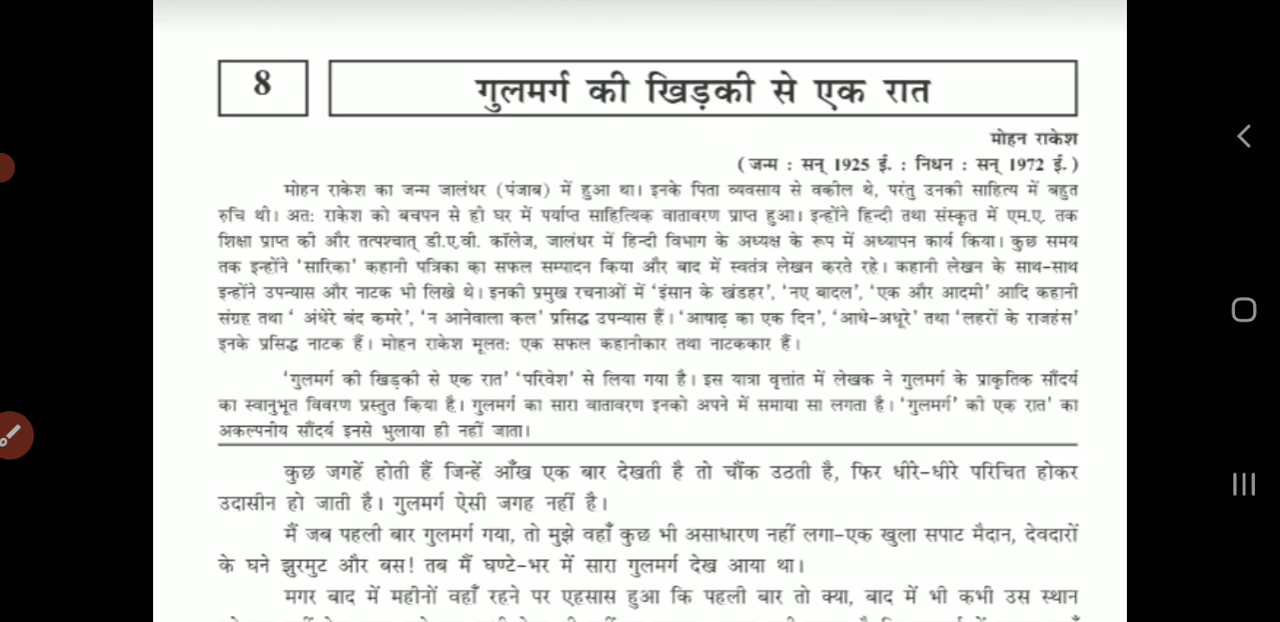 8
गुलमर्ग की खिड़की से एक रात
मोहन राकेश
( जन्म : सन् 1925 ई. : निधन : सन् 1972 ई. )
मोहन राकेश का जन्म जालंधर (पंजाब) में हुआ था। इनके पिता व्यवसाय से वकील थे, परंतु उनकी साहित्य में बहुत
रुचि थी। अत: राकेश को बचपन से ही घर में पर्याप्त साहित्यिक वातावरण प्राप्त हुआ। इन्होंने हिन्दी तथा संस्कृत में एम.ए. तक
शिक्षा प्राप्त की और तत्पश्चात् डी.ए.वी. कॉलेज, जालंधर में हिन्दी विभाग के अध्यक्ष के रूप में अध्यापन कार्य किया। कुछ समय
तक इन्होंने ‘सारिका’ कहानी पत्रिका का सफल सम्पादन किया और बाद में स्वतंत्र लेखन करते रहे। कहानी लेखन के साथ-साथ
इन्होंने उपन्यास और नाटक भी लिखे थे। इनकी प्रमुख रचनाओं में ‘इंसान के खंडहर’, ‘नए बादल’, ‘एक और आदमी’ आदि कहानी
संग्रह तथा ‘ अंधेरे बंद कमरे’, ‘न आनेवाला कल’ प्रसिद्ध उपन्यास हैं। ‘आषाढ़ का एक दिन’, ‘आधे-अधूरे’ तथा ‘लहरों के राजहंस’
इनके प्रसिद्ध नाटक हैं। मोहन राकेश मूलत: एक सफल कहानीकार तथा नाटककार हैं।
‘गुलमर्ग की खिड़की से एक रात’ ‘परिवेश’ से लिया गया है। इस यात्रा वृत्तांत में लेखक ने गुलमर्ग के प्राकृतिक सौंदर्य
का स्वानुभूत विवरण प्रस्तुत किया है। गुलमर्ग का सारा वातावरण इनको अपने में समाया सा लगता है। ‘गुलमर्ग’ की एक रात’ का
अकल्पनीय सौंदर्य इनसे भुलाया ही नहीं जाता।
कुछ जगहें होती हैं जिन्हें आँख एक बार देखती है तो चौंक उठती है, फिर धीरे-धीरे परिचित होकर
उदासीन हो जाती है। गुलमर्ग ऐसी जगह नहीं है।
मैं जब पहली बार गुलमर्ग गया, तो मुझे वहाँ कुछ भी असाधारण नहीं लगा-एक खुला सपाट मैदान, देवदारों
के घने झुरमुट और बस! तब मैं घण्टे-भर में सारा गुलमर्ग देख आया था।
मगर बाद में महीनों वहाँ रहने पर एहसास हुआ कि पहली बार तो क्या, बाद में भी कभी उस स्थान